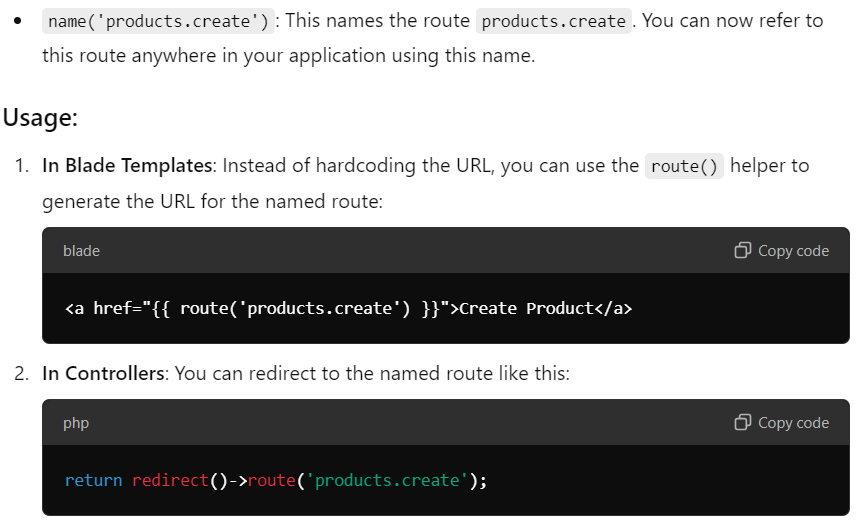 • name('products.create'): This names the route products.create. You can now refer to
this route anywhere in your application using this name.
Usage:
1. In Blade Templates: Instead of hardcoding the URL, you can use the route() helper to
generate the URL for the named route:
blade
Copy code
<a href="{{ route('products.create') }}">Create Product</a>
2. In Controllers: You can redirect to the named route like this:
php
Copy code
return redirect()->route('products.create');